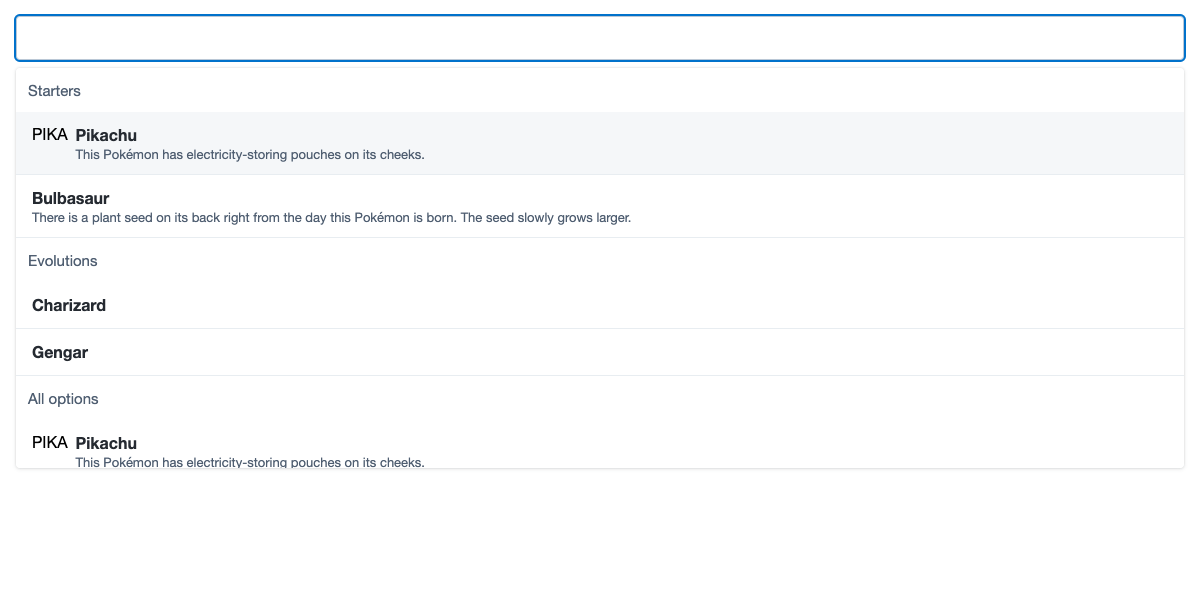 Starters
PIKA Pikachu
This Pokémon has electricity-storing pouches on its cheeks.
Bulbasaur
There is a plant seed on its back right from the day this Pokémon is born. The seed slowly grows larger.
Evolutions
Charizard
Gengar
All options
PIKA Pikachu
This Pokémon has electricity-storing pouches on its cheeks.